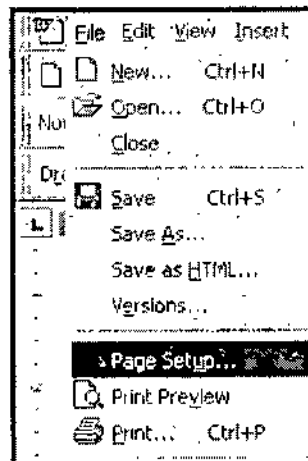 File Edit View Insert
New... Ctrl+N
Open... Ctrl+O
Close
Save Ctrl+S
Save As...
Save as HTML...
Versions...
Page Setup...
Print Preview
Print... Ctrl+P